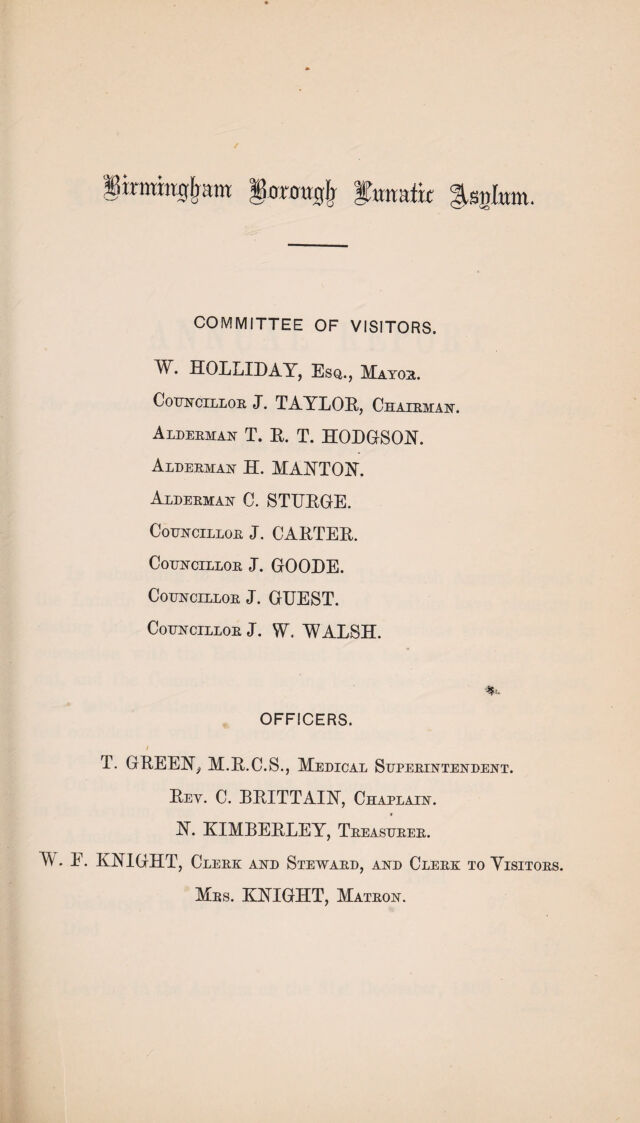 Birmingham Borough Lunatic Asylum.
COMMITTEE OF VISITORS.
W. HOLLIDAY, Esq., Mayor.
Councillor J. TAYLOR, Chairman.
Alderman T. R. T. HODGSON.
Alderman H. MANTON.
Alderman C. STURGE.
Councillor J. CARTER.
Councillor J. GOODE.
Councillor J. GUEST.
Councillor J. W. WALSH.
OFFICERS.
T. GREEN, M.R.C.S., Medical Superintendent.
Rev. C. BRITTAIN, Chaplain.
N. KIMBERLEY, Treasurer.
W. F. KNIGHT, Clerk and Steward, and Clerk to Visitors.
Mrs. KNIGHT, Matron.